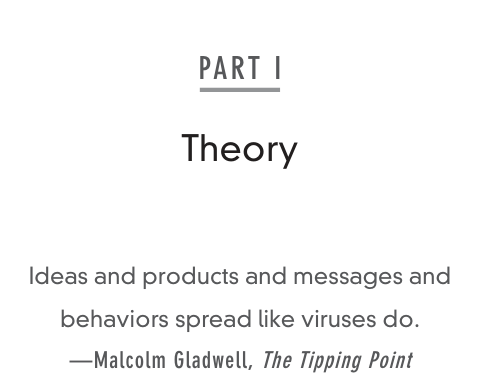 PART I
Theory
Ideas and products and messages and
behaviors spread like viruses do.
—Malcolm Gladwell, The Tipping Point